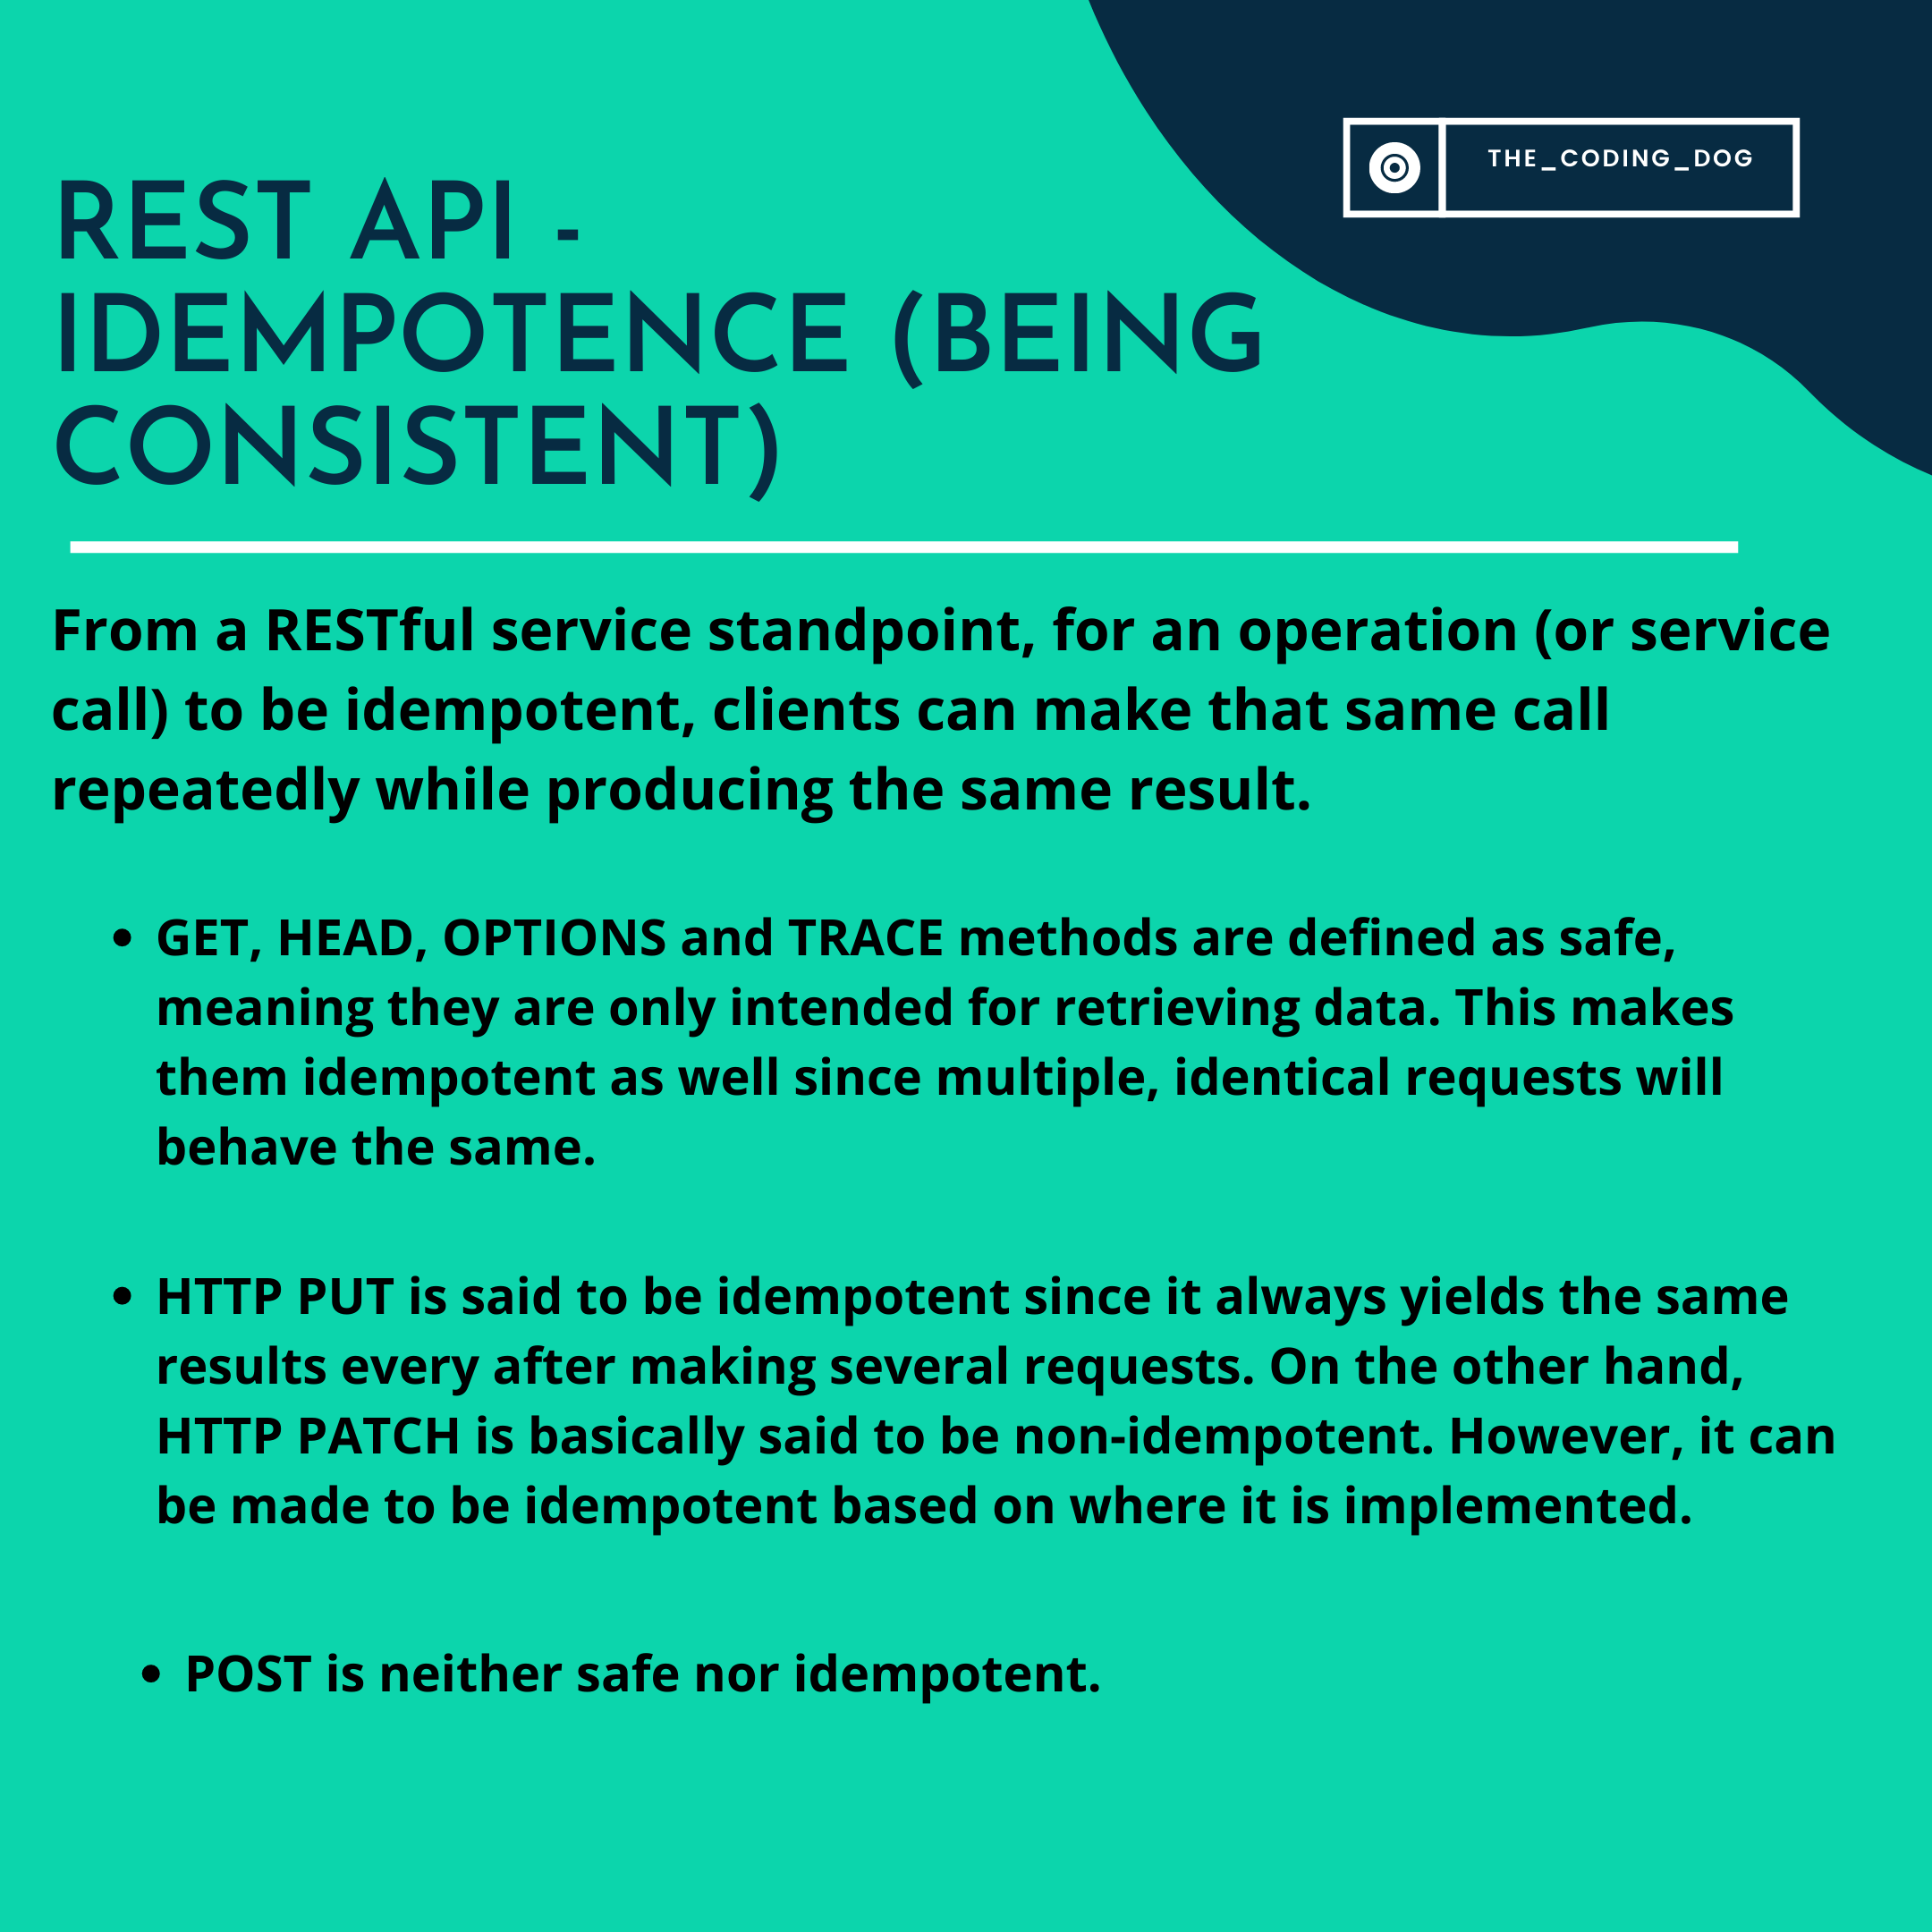 THE_CODING_DOG
REST API -
IDEMPOTENCE (BEING
CONSISTENT)
From a RESTful service standpoint, for an operation (or service
call) to be idempotent, clients can make that same call
repeatedly while producing the same result.
• GET, HEAD, OPTIONS and TRACE methods are defined as safe,
meaning they are only intended for retrieving data. This makes
them idempotent as well since multiple, identical requests will
behave the same.
• HTTP PUT is said to be idempotent since it always yields the same
results every after making several requests. On the other hand,
HTTP PATCH is basically said to be non-idempotent. However, it can
be made to be idempotent based on where it is implemented.
• POST is neither safe nor idempotent.